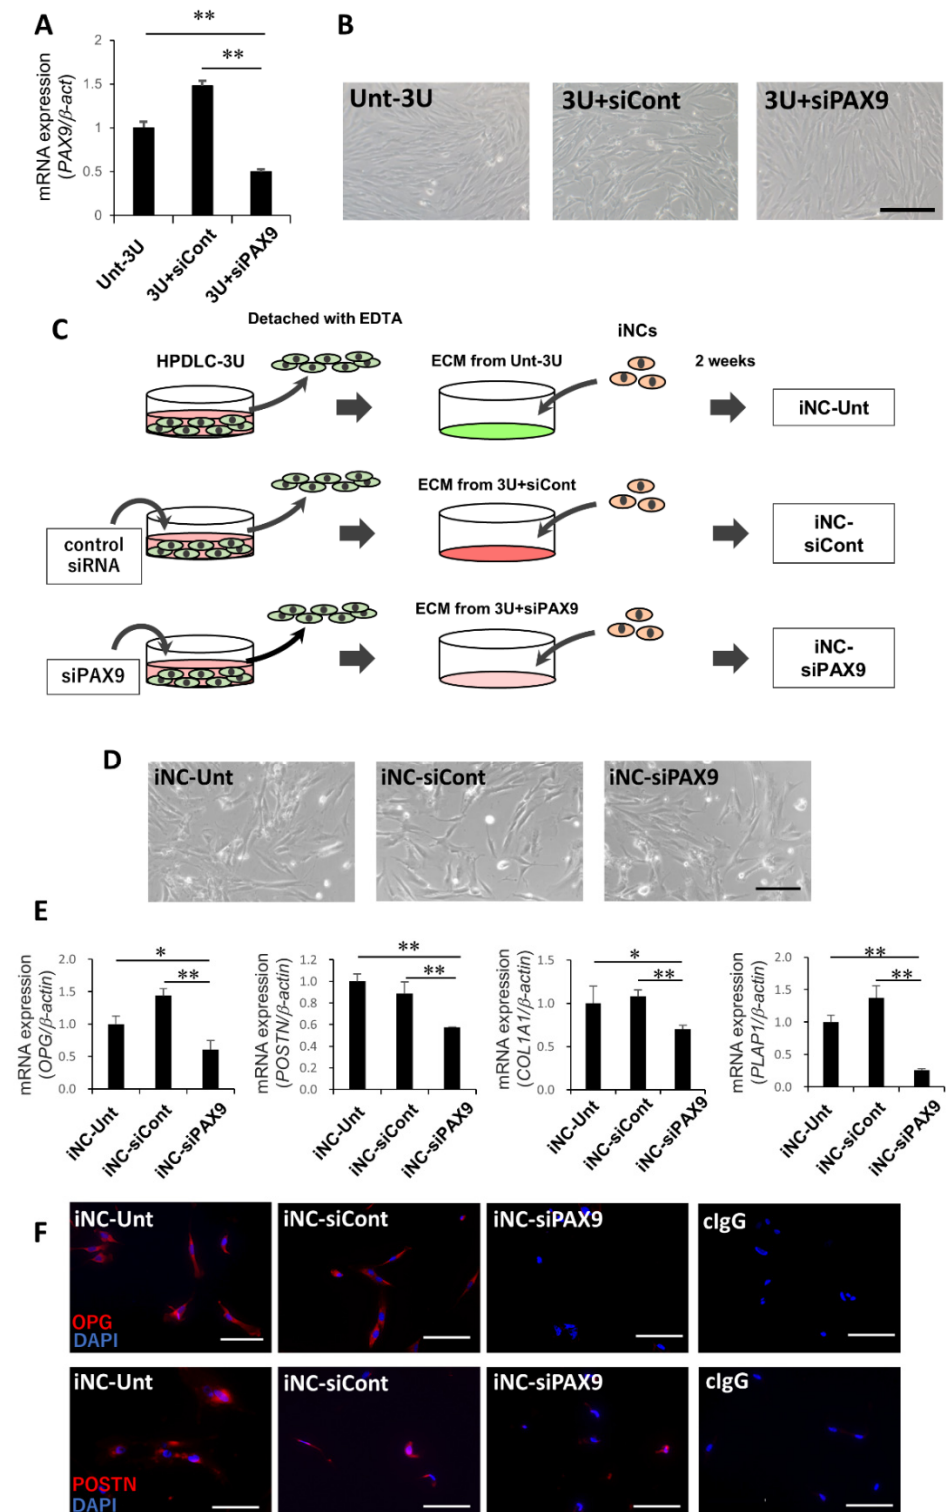 A
**
**
mRNA expression
(PAX9/β-act)
2
1.5
1
0.5
0
Unt-3U
3U+siCont
3U+siPAX9
B
Unt-3U
3U+siCont
3U+siPAX9
C
Detached with EDTA
HPDLC-3U
ECM from Unt-3U
iNCs
2 weeks
iNC-Unt
control
siRNA
ECM from 3U+siCont
iNC-
siCont
siPAX9
ECM from 3U+siPAX9
iNC-
siPAX9
D
iNC-Unt
iNC-siCont
iNC-siPAX9
E
mRNA expression
(OPG/β-actin)
2.0
1.5
1.0
0.5
0.0
*
**
iNC-Unt
iNC-siCont
iNC-siPAX9
mRNA expression
(POSTN/β-actin)
1.2
1.0
0.8
0.6
0.4
0.2
0.0
**
**
iNC-Unt
iNC-siCont
iNC-siPAX9
mRNA expression
(COL1A1/β-actin)
1.5
1.0
0.5
0.0
*
**
iNC-Unt
iNC-siCont
iNC-siPAX9
mRNA expression
(PLAP1/β-actin)
2.0
1.5
1.0
0.5
0.0
**
**
iNC-Unt
iNC-siCont
iNC-siPAX9
F
iNC-Unt
OPG
DAPI
iNC-siCont
iNC-siPAX9
cIgG
iNC-Unt
POSTN
DAPI
iNC-siCont
iNC-siPAX9
cIgG